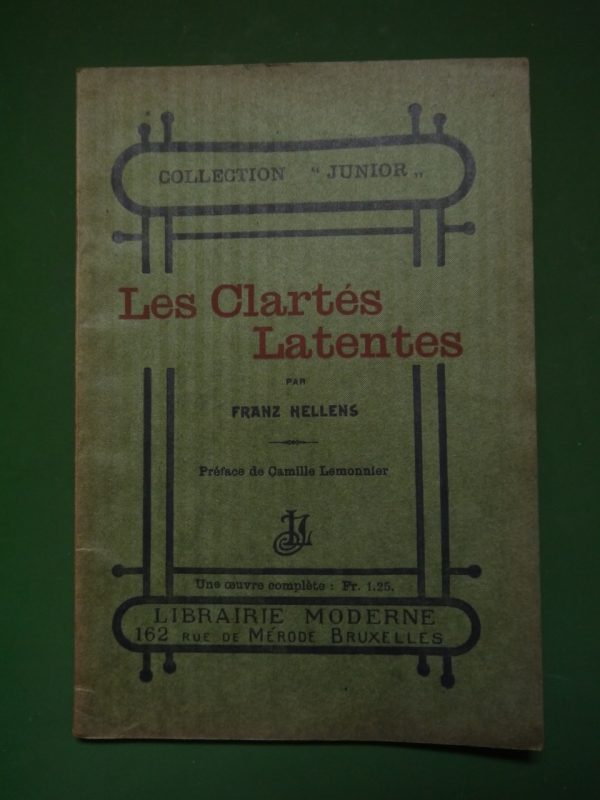 COLLECTION " JUNIOR „
Les Clartés
Latentes
PAR
FRANZ HELLENS
Préface de Camille Lemonnier
Une œuvre complète : Fr. 1.25.
LIBRAIRIE MODERNE
162 RUE DE MÉRODE BRUXELLES